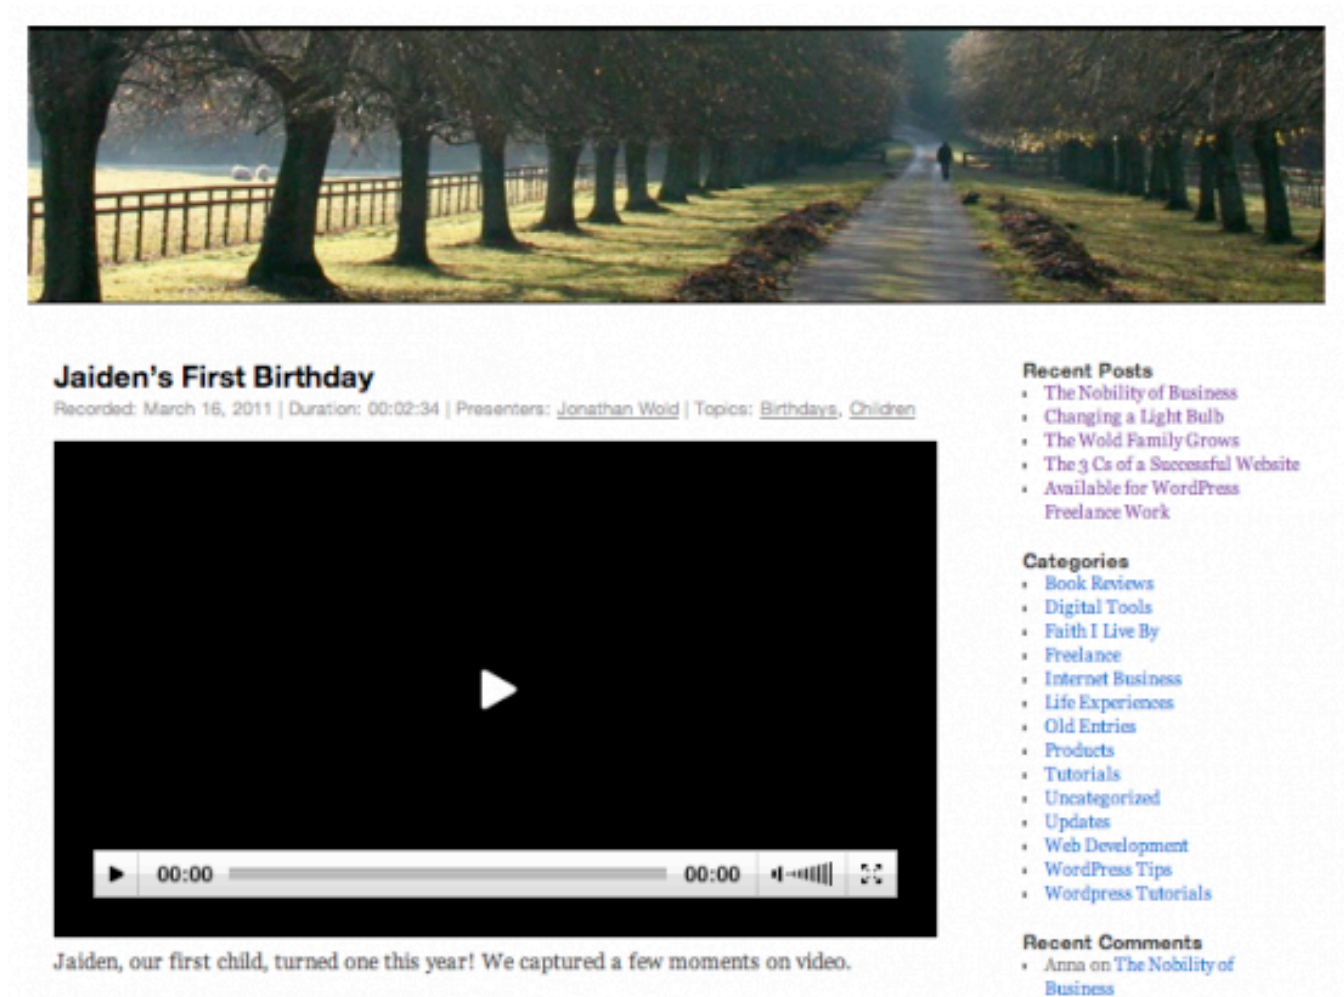 Jaiden's First Birthday
Recorded: March 16, 2011 | Duration: 00:02:34 | Presenters: Jonathan Wold | Topics: Birthdays, Children
00:00 00:00
Jaiden, our first child, turned one this year! We captured a few moments on video.
Recent Posts
The Nobility of Business
Changing a Light Bulb
The Wold Family Grows
The 3 Cs of a Successful Website
Available for WordPress
Freelance Work
Categories
Book Reviews
Digital Tools
Faith I Live By
Freelance
Internet Business
Life Experiences
Old Entries
Products
Tutorials
Uncategorized
Updates
Web Development
WordPress Tips
Wordpress Tutorials
Recent Comments
Anna on The Nobility of
Business